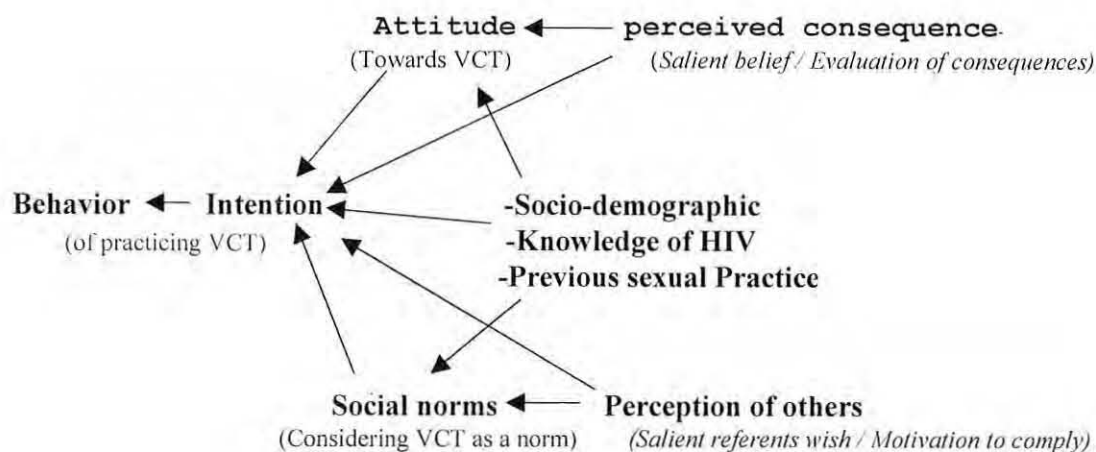 Attitude perceived consequence.
(Towards VCT) (Salient belief / Evaluation of consequences)
Behavior Intention -Socio-demographic
(of practicing VCT) -Knowledge of HIV
-Previous sexual Practice
Social norms Perception of others
(Considering VCT as a norm) (Salient referents wish / Motivation to comply)